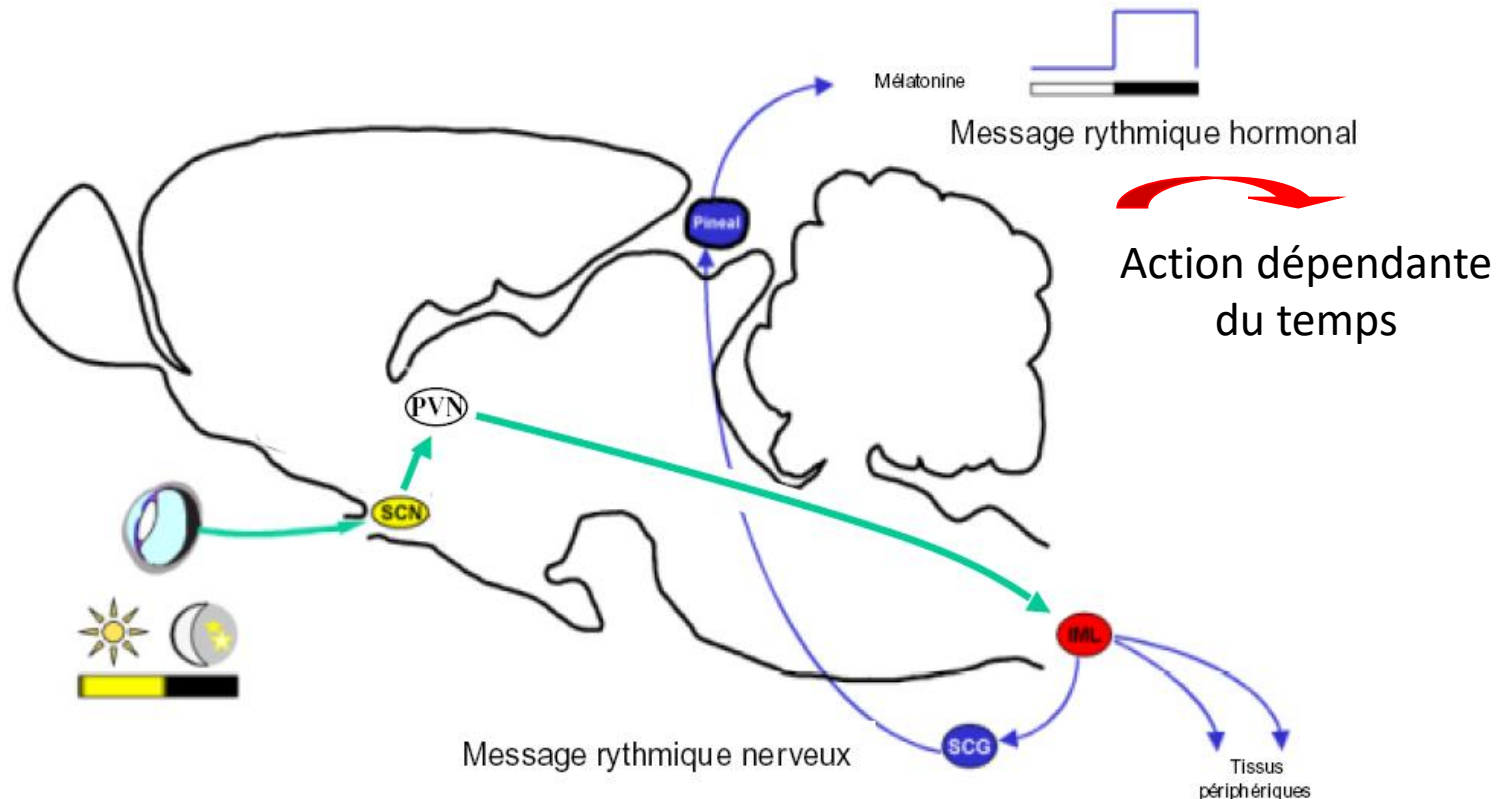 Mélatonine
Message rythmique hormonal
Pineal
Action dépendante
du temps
PVN
SCN
IML
SCG
Message rythmique nerveux
Tissus
périphériques